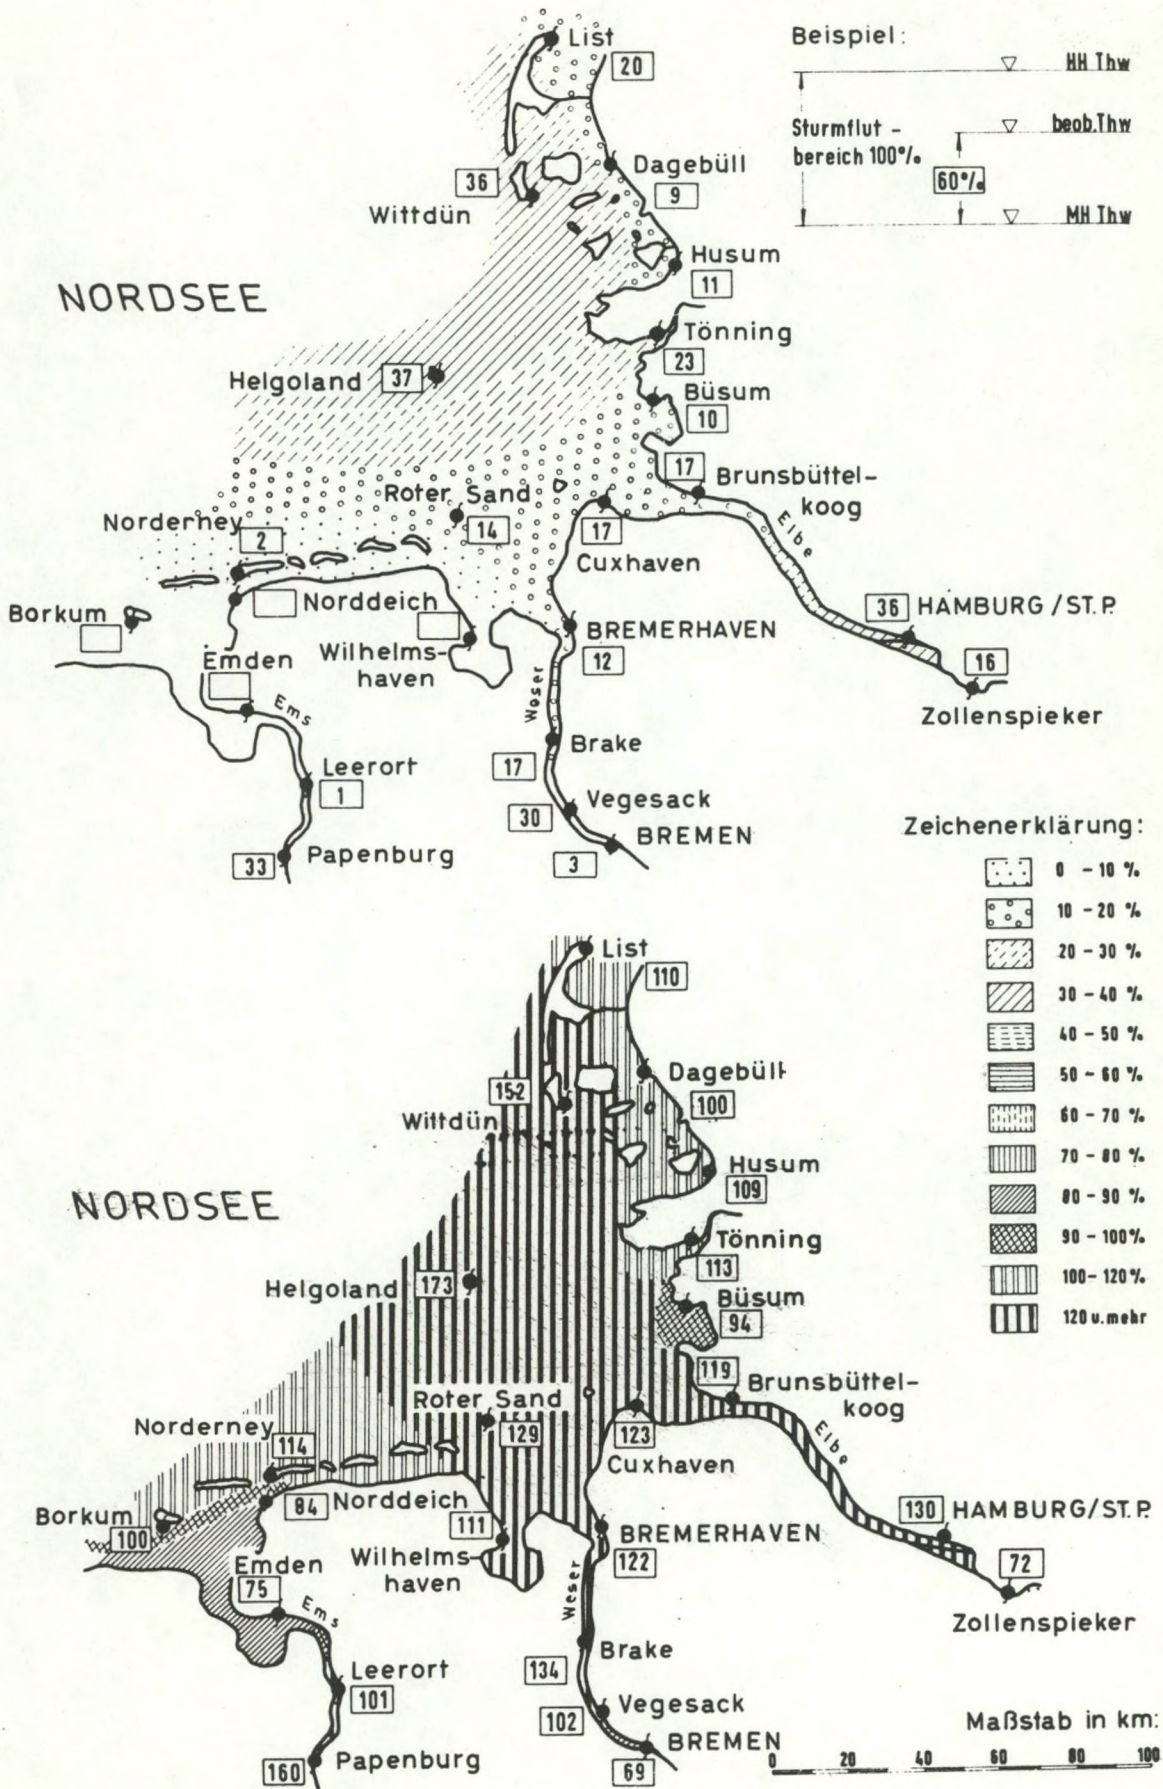 List
20
Beispiel:
HH Thw
Sturmflut-
bereich 100%
beob.Thw
60%
MH Thw
Dagebüll
9
36
Wittdün
Husum
11
NORDSEE
Tönning
23
Helgoland 37
Büsum
10
17
Brunsbüttel-
koog
Roter Sand
14
17
Cuxhaven
Elbe
Norderney
2
Norddeich
Borkum
Wilhelms-
haven
BREMERHAVEN
12
36 HAMBURG/ST.P.
16
Zollenspieker
Emden
Ems
Weser
Brake
17
Leerort
1
Vegesack
30
BREMEN
3
33 Papenburg
Zeichenerklärung:
0 - 10 %
10 - 20 %
20 - 30 %
30 - 40 %
40 - 50 %
50 - 60 %
60 - 70 %
70 - 80 %
80 - 90 %
90 - 100%
100 - 120%
120 u. mehr
List
110
Dagebüll
100
152
Wittdün
Husum
109
NORDSEE
Tönning
113
Helgoland 173
Büsum
94
119
Brunsbüttel-
koog
Roter Sand
129
123
Cuxhaven
Elbe
Norderney
114
84 Norddeich
Borkum
100
111
Wilhelms-
haven
BREMERHAVEN
122
130 HAMBURG/ST.P.
72
Zollenspieker
Emden
75
Ems
Weser
Brake
134
Leerort
101
Vegesack
102
BREMEN
69
160 Papenburg
Maßstab in km:
0 20 40 60 80 100